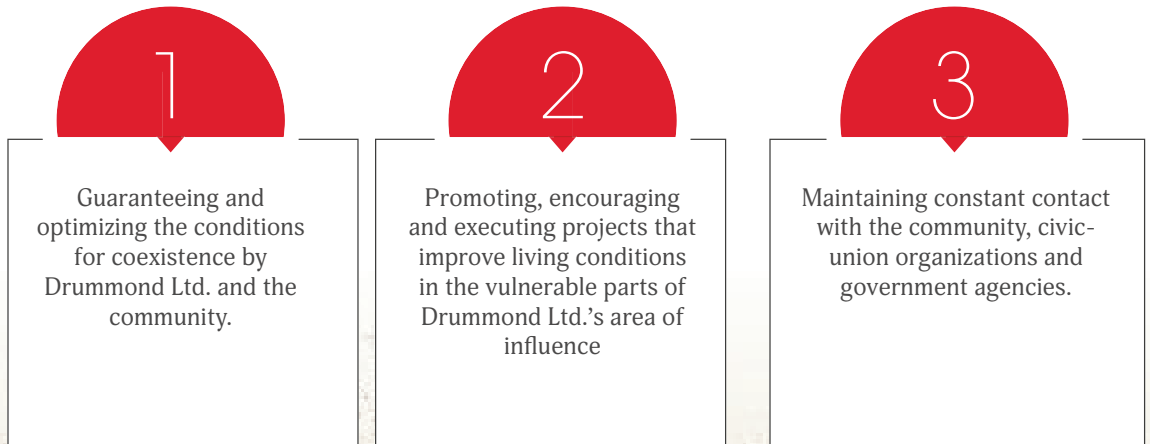 1
Guaranteeing and
optimizing the conditions
for coexistence by
Drummond Ltd. and the
community.
2
Promoting, encouraging
and executing projects that
improve living conditions
in the vulnerable parts of
Drummond Ltd.'s area of
influence
3
Maintaining constant contact
with the community, civic-
union organizations and
government agencies.